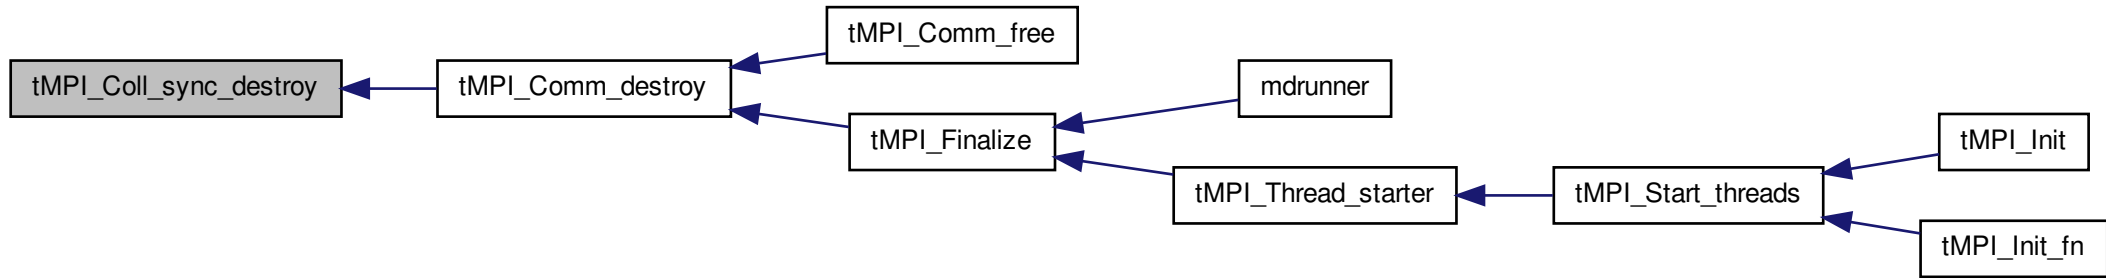 tMPI_Coll_sync_destroy
tMPI_Comm_destroy
tMPI_Comm_free
tMPI_Finalize
mdrunner
tMPI_Thread_starter
tMPI_Start_threads
tMPI_Init
tMPI_Init_fn